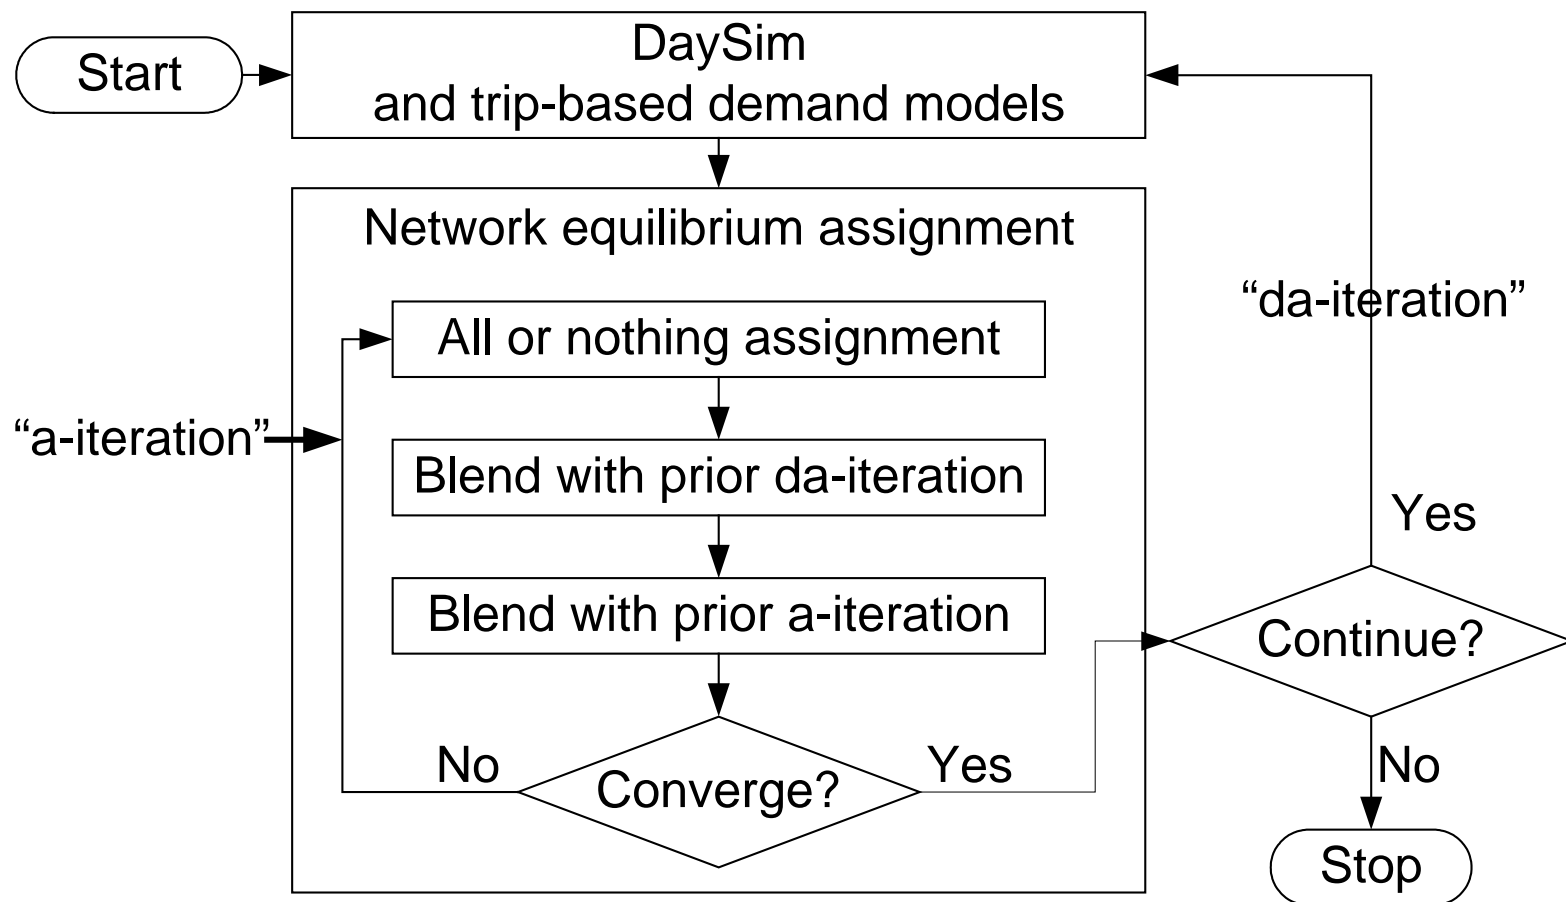 Start
DaySim
and trip-based demand models
Network equilibrium assignment
“da-iteration”
All or nothing assignment
“a-iteration”
Blend with prior da-iteration
Yes
Blend with prior a-iteration
Continue?
No
Yes
No
Converge?
Stop